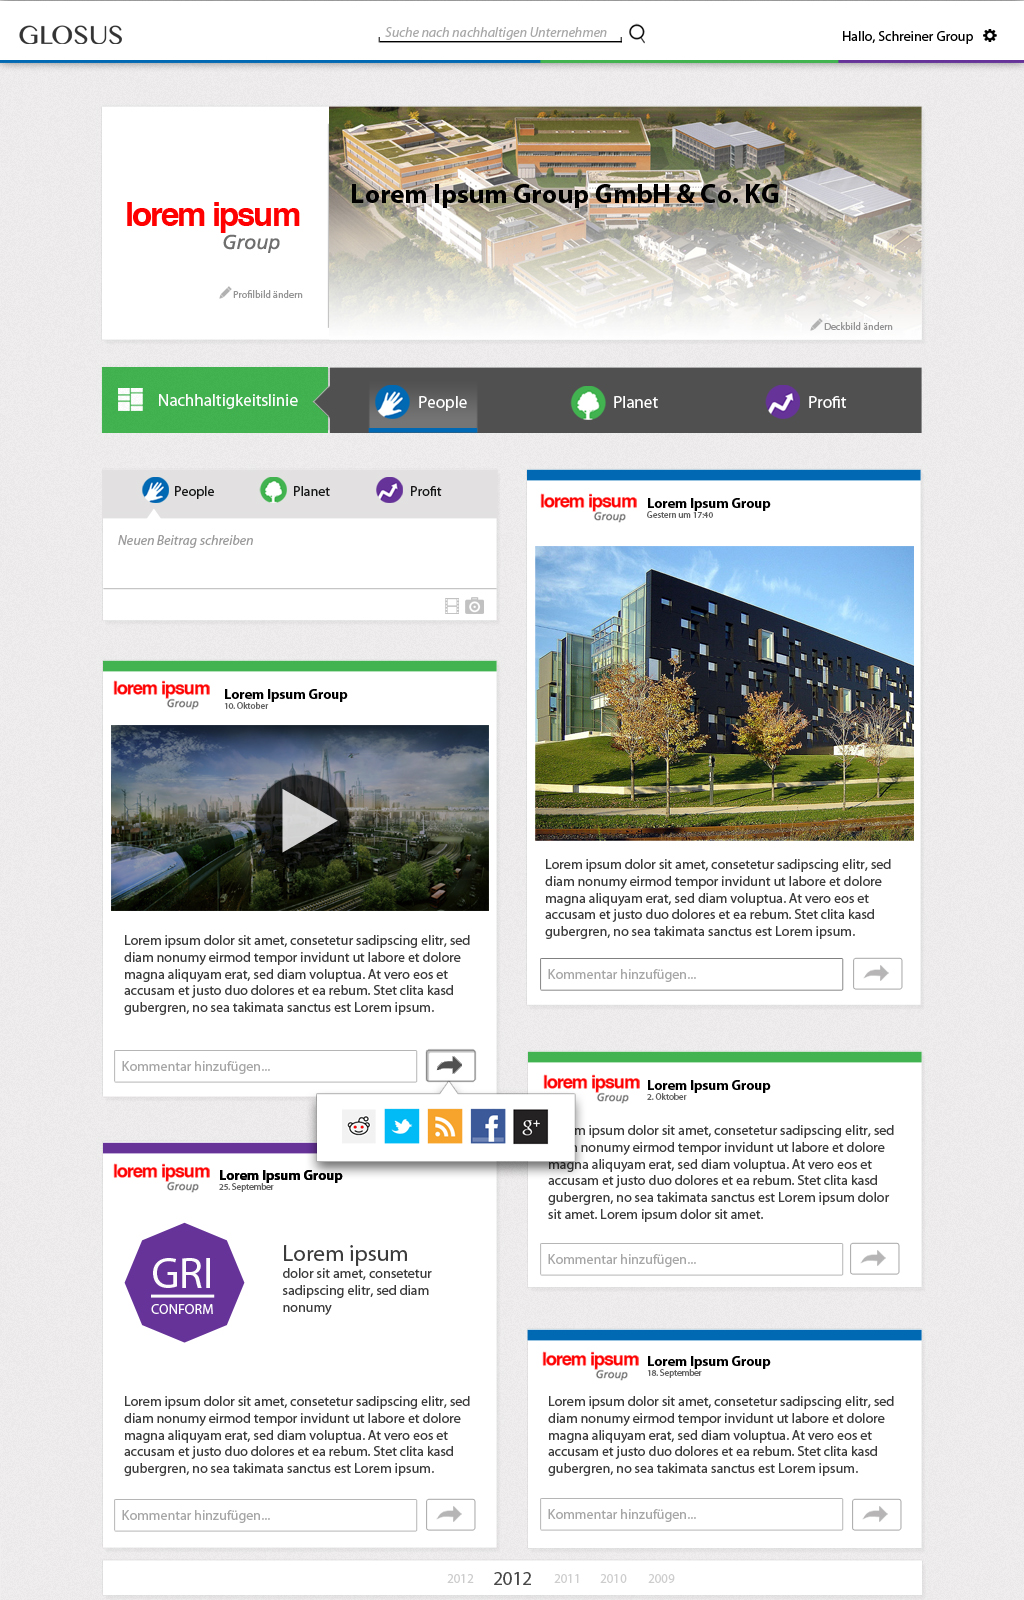 GLOSUS
Suche nach nachhaltigen Unternehmen
Hallo, Schreiner Group
lorem ipsum
Group
Profilbild ändern
Lorem Ipsum Group GmbH & Co. KG
Deckbild ändern
Nachhaltigkeitslinie
People
Planet
Profit
People
Planet
Profit
Neuen Beitrag schreiben
lorem ipsum
Group
Lorem Ipsum Group
Gestern um 17:40
Lorem ipsum dolor sit amet, consetetur sadipscing elitr, sed
diam nonumy eirmod tempor invidunt ut labore et dolore
magna aliquyam erat, sed diam voluptua. At vero eos et
accusam et justo duo dolores et ea rebum. Stet clita kasd
gubergren, no sea takimata sanctus est Lorem ipsum.
Kommentar hinzufügen...
lorem ipsum
Group
Lorem Ipsum Group
10. Oktober
Lorem ipsum dolor sit amet, consetetur sadipscing elitr, sed
diam nonumy eirmod tempor invidunt ut labore et dolore
magna aliquyam erat, sed diam voluptua. At vero eos et
accusam et justo duo dolores et ea rebum. Stet clita kasd
gubergren, no sea takimata sanctus est Lorem ipsum.
Kommentar hinzufügen...
f
g+
lorem ipsum
Group
Lorem Ipsum Group
2. Oktober
m ipsum dolor sit amet, consetetur sadipscing elitr, sed
nonumy eirmod tempor invidunt ut labore et dolore
magna aliquyam erat, sed diam voluptua. At vero eos et
accusam et justo duo dolores et ea rebum. Stet clita kasd
gubergren, no sea takimata sanctus est Lorem ipsum dolor
sit amet. Lorem ipsum dolor sit amet.
Kommentar hinzufügen...
lorem ipsum
Group
Lorem Ipsum Group
25. September
GRI
CONFORM
Lorem ipsum
dolor sit amet, consetetur
sadipscing elitr, sed diam
nonumy
Lorem ipsum dolor sit amet, consetetur sadipscing elitr, sed
diam nonumy eirmod tempor invidunt ut labore et dolore
magna aliquyam erat, sed diam voluptua. At vero eos et
accusam et justo duo dolores et ea rebum. Stet clita kasd
gubergren, no sea takimata sanctus est Lorem ipsum.
Kommentar hinzufügen...
lorem ipsum
Group
Lorem Ipsum Group
18. September
Lorem ipsum dolor sit amet, consetetur sadipscing elitr, sed
diam nonumy eirmod tempor invidunt ut labore et dolore
magna aliquyam erat, sed diam voluptua. At vero eos et
accusam et justo duo dolores et ea rebum. Stet clita kasd
gubergren, no sea takimata sanctus est Lorem ipsum.
Kommentar hinzufügen...
2012 2012 2011 2010 2009